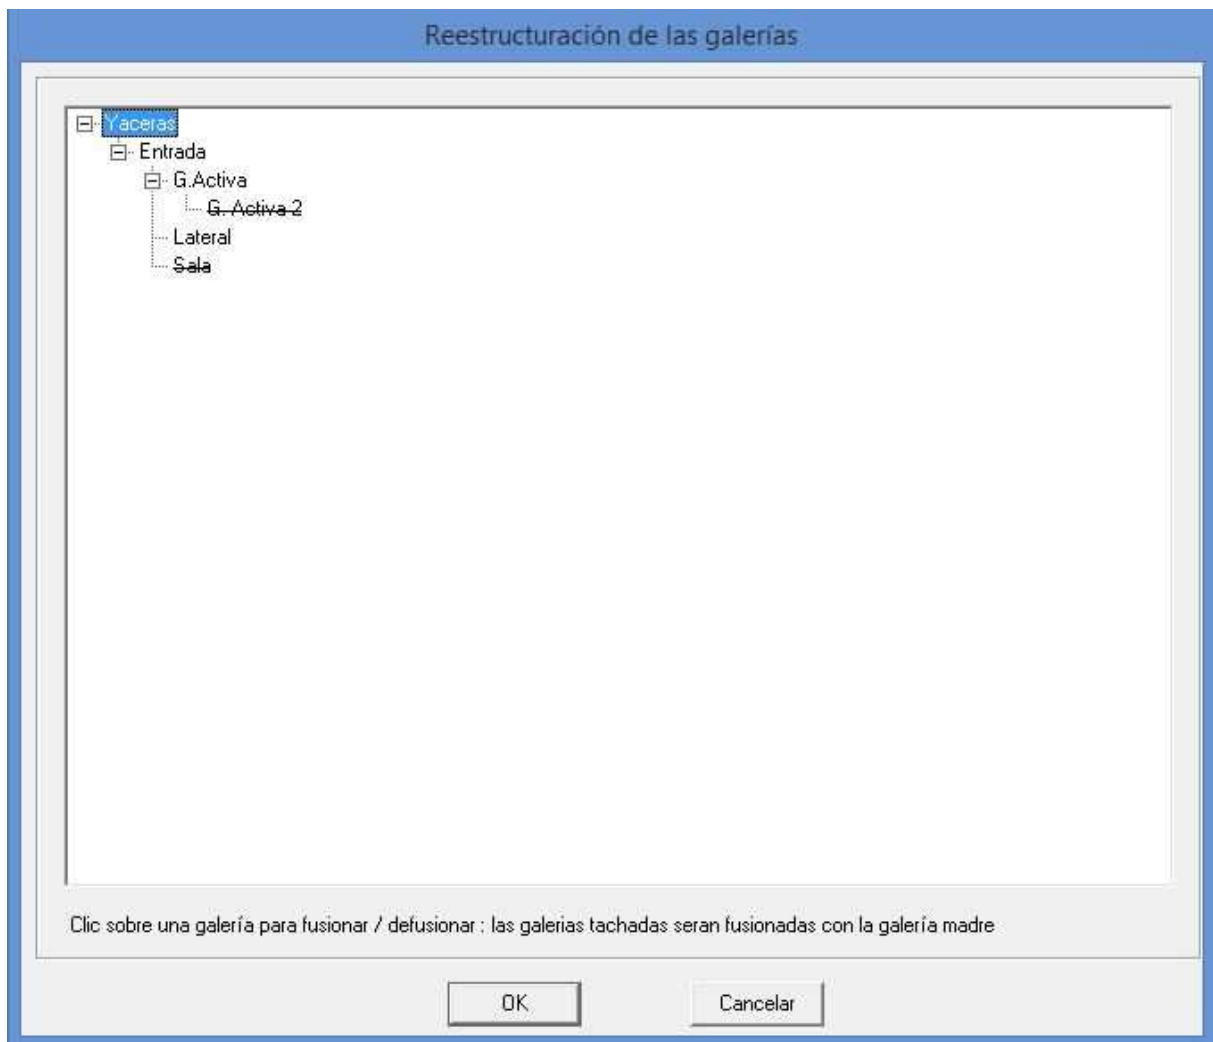 Reestructuración de las galerías
Yaceras
Entrada
G.Activa
G. Activa 2
Lateral
Sala
Clic sobre una galería para fusionar / defusionar : las galerias tachadas seran fusionadas con la galería madre
OK
Cancelar